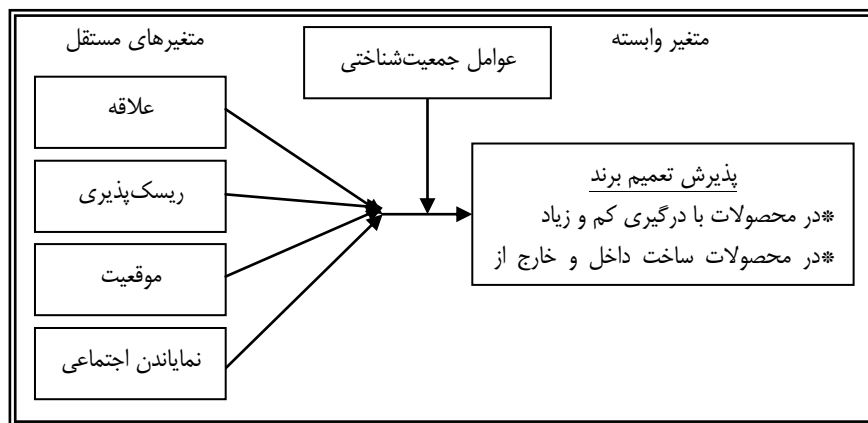 متغیر وابسته
متغیرهای مستقل
عوامل جمعیت‌شناختی
علاقه
ریسک‌پذیری
موقعیت
نمایاندن اجتماعی
پذیرش تعمیم برند
*در محصولات با درگیری کم و زیاد
*در محصولات ساخت داخل و خارج از